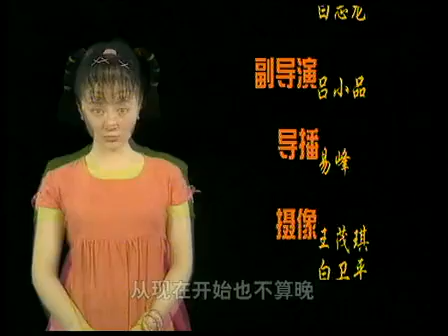 副导演
吕小品
导播
易峰
摄像
王茂琪
白卫平
从现在开始也不算晚